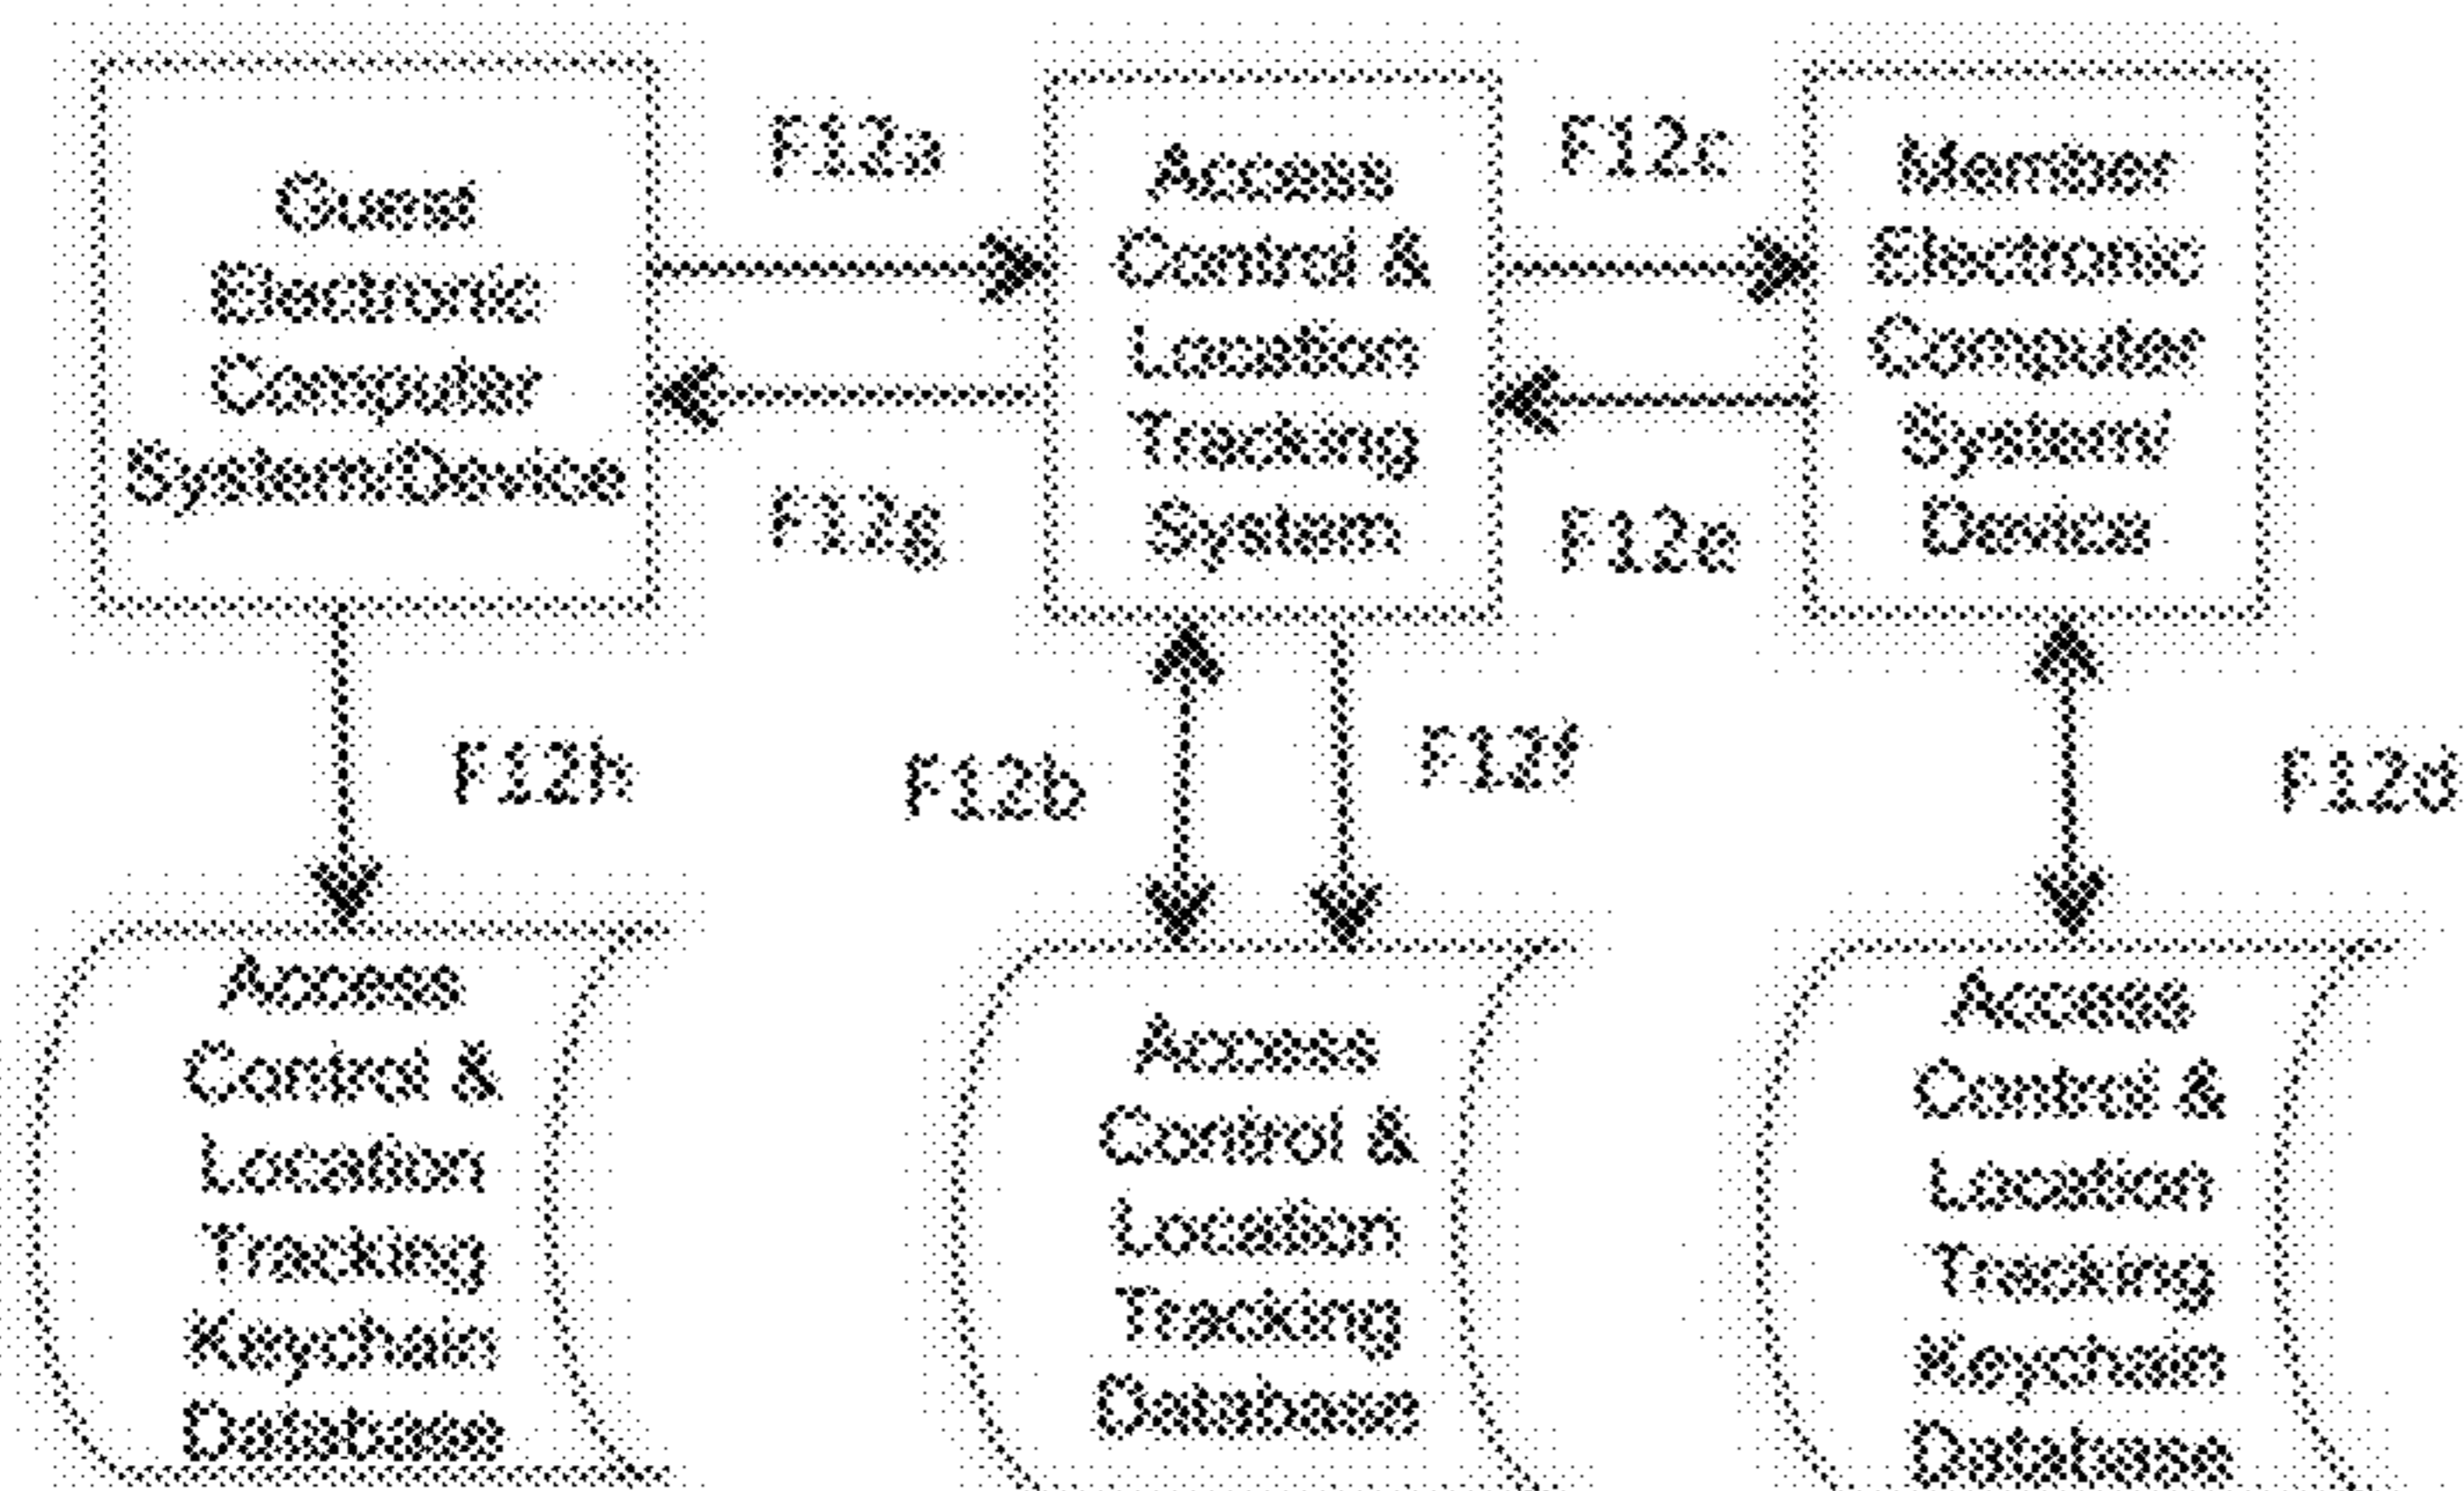 Guest
Electronic
Computer
System/Device
F12a
F12g
Access
Control &
Location
Tracking
System
F12c
F12e
Member
Electronic
Computer
System/
Device
F12h
F12b
F12f
F12d
Access
Control &
Location
Tracking
Keychain
Database
Access
Control &
Location
Tracking
Database
Access
Control &
Location
Tracking
Keychain
Database